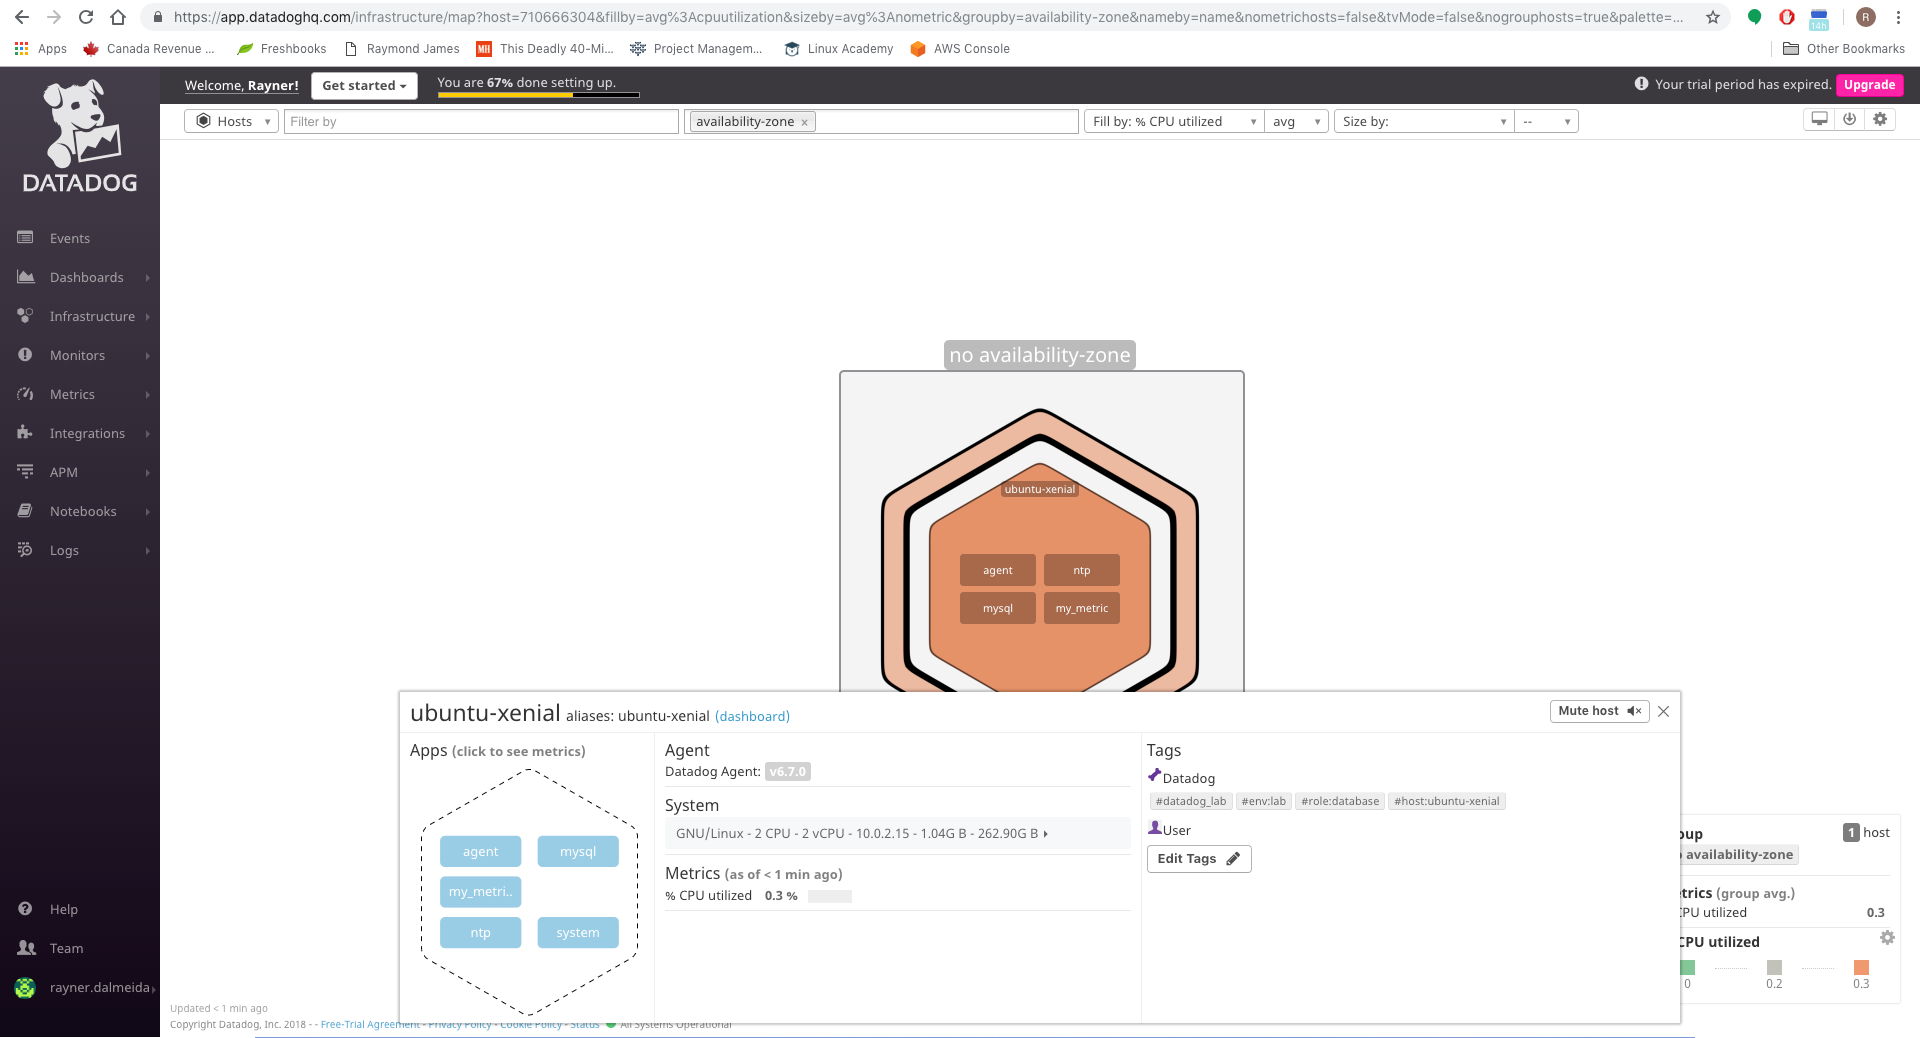 https://app.datadoghq.com/infrastructure/map?host=710666304&fillby=avg%3Acpuutilization&sizeby=avg%3Anometric&groupby=availability-zone&nameby=name&nometrichosts=false&tvMode=false&nogrouphosts=true&palette=...
R
14h
Apps
Canada Revenue ...
Freshbooks
Raymond James
MH
This Deadly 40-Mi...
Project Managem...
Linux Academy
AWS Console
Other Bookmarks
Welcome, Rayner!
Get started
You are 67% done setting up.
Your trial period has expired.
Upgrade
DATADOG
Hosts
Filter by
availability-zone ×
Fill by: % CPU utilized
avg
Size by:
--
Events
Dashboards
Infrastructure
Monitors
Metrics
Integrations
APM
Notebooks
Logs
Help
Team
rayner.dalmeida
no availability-zone
ubuntu-xenial
agent
ntp
mysql
my_metric
ubuntu-xenial aliases: ubuntu-xenial (dashboard)
Mute host
Apps (click to see metrics)
agent
mysql
my_metri..
ntp
system
Agent
Datadog Agent: v6.7.0
System
GNU/Linux - 2 CPU - 2 vCPU - 10.0.2.15 - 1.04G B - 262.90G B
Metrics (as of < 1 min ago)
% CPU utilized 0.3 %
Tags
Datadog
#datadog_lab
#env:lab
#role:database
#host:ubuntu-xenial
User
Edit Tags
oup
1 host
availability-zone
trics (group avg.)
CPU utilized 0.3
CPU utilized
0
0.2
0.3
Updated < 1 min ago
Copyright Datadog, Inc. 2018 - - Free-Trial Agreement - Privacy Policy - Cookie Policy - Status All Systems Operational